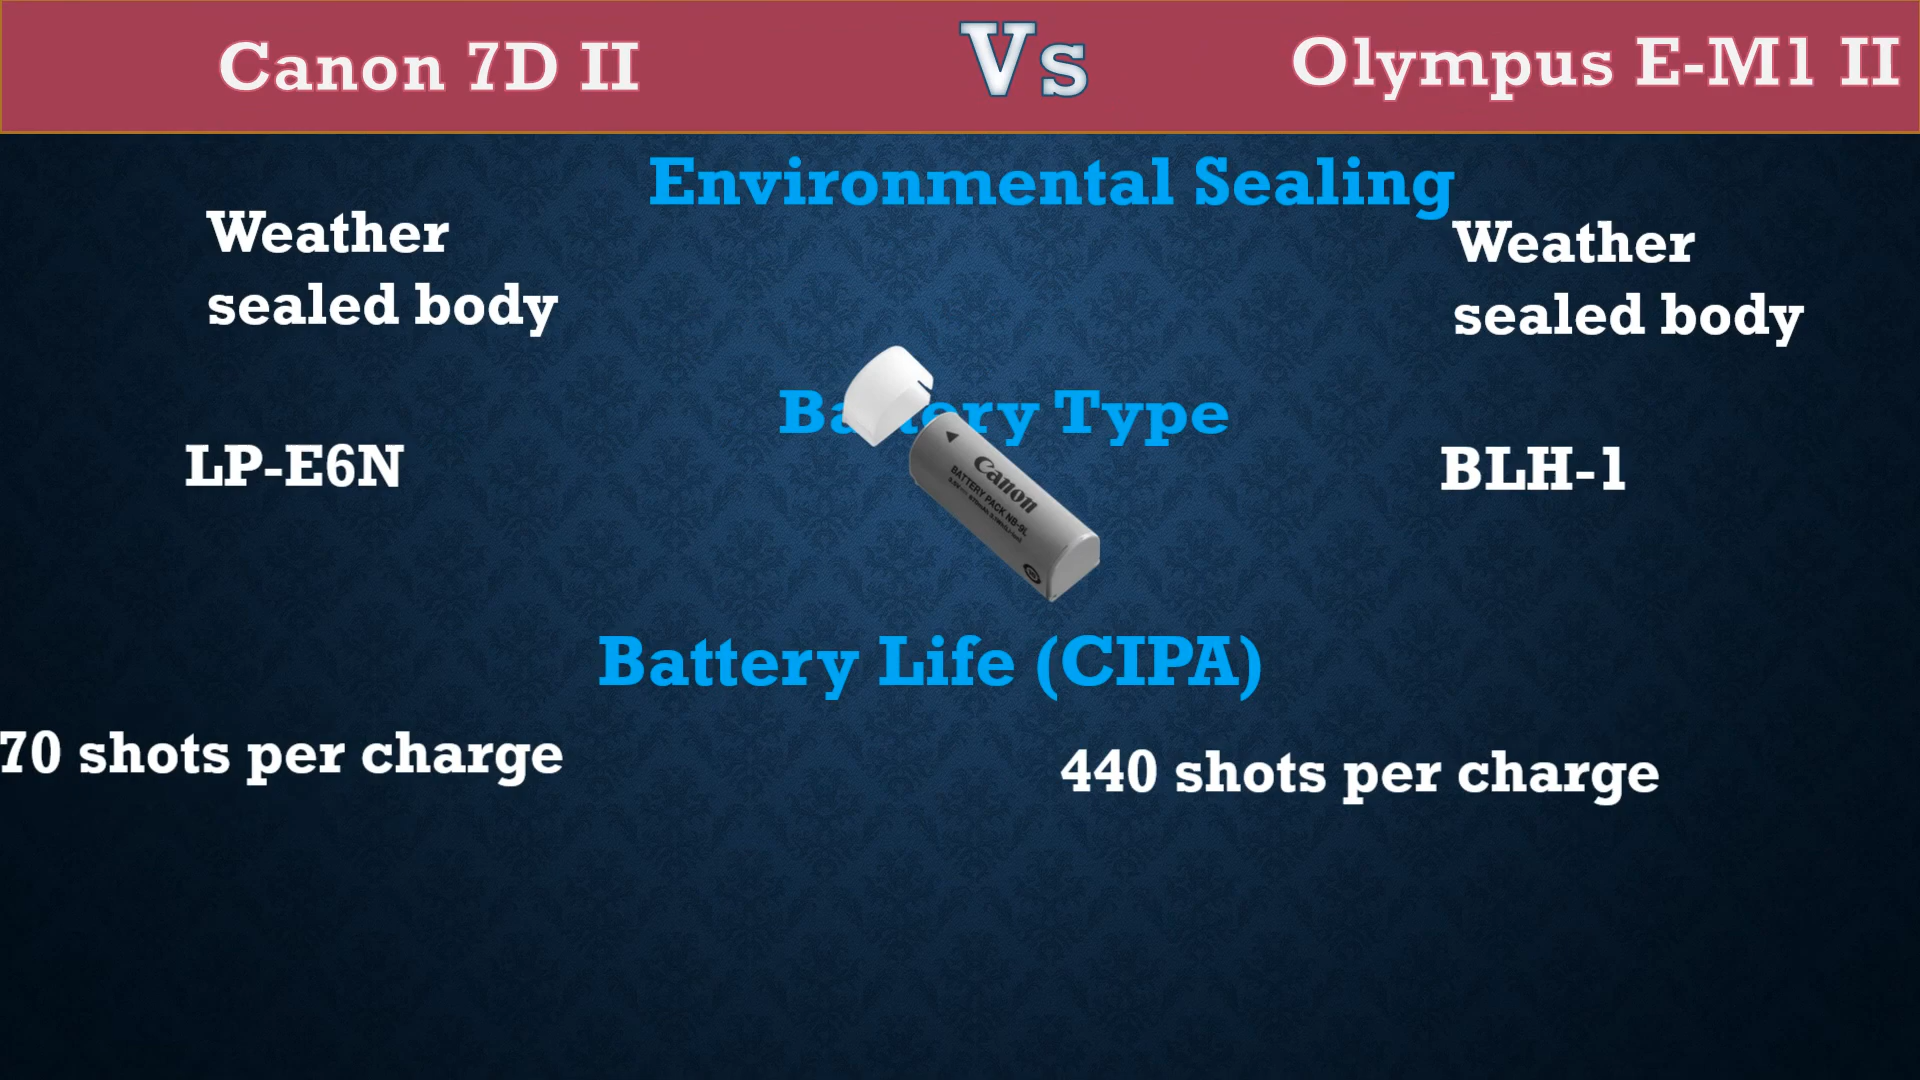 Canon 7D II Vs Olympus E-M1 II
Environmental Sealing
Weather
sealed body
Weather
sealed body
Battery Type
LP-E6N
BLH-1
Canon
BATTERY PACK NB-9L
Battery Life (CIPA)
70 shots per charge
440 shots per charge